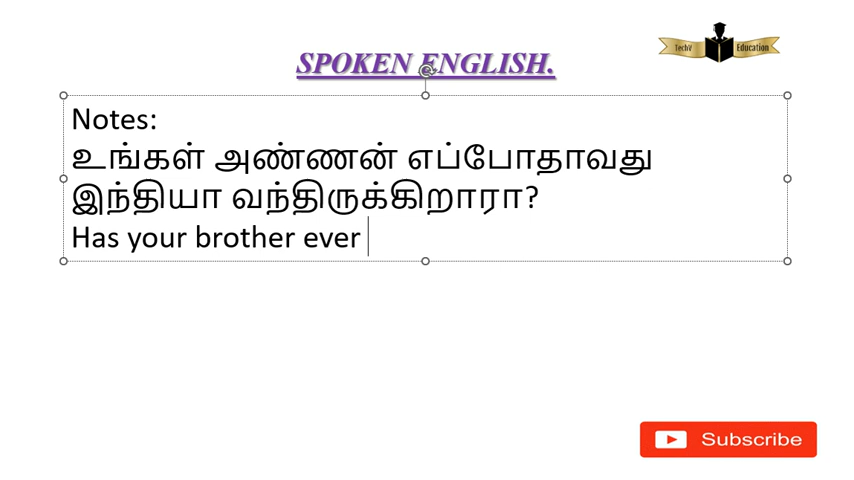 SPOKEN ENGLISH.
TechV Education
Notes:
உங்கள் அண்ணன் எப்போதாவது
இந்தியா வந்திருக்கிறாரா?
Has your brother ever
Subscribe